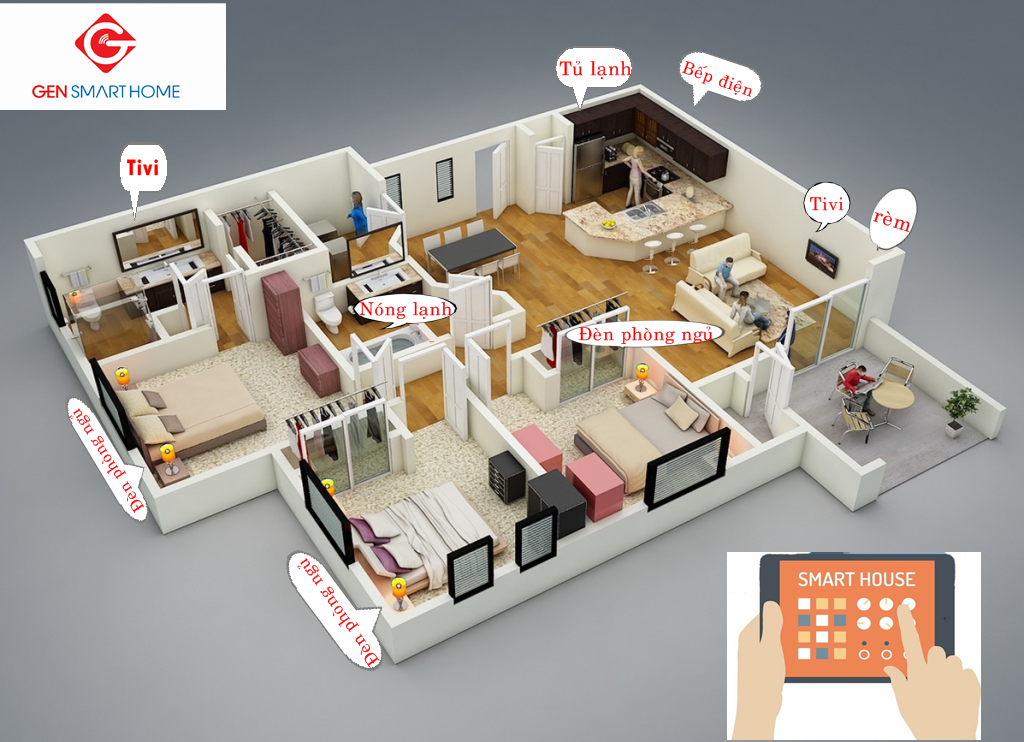 GEN SMART HOME
Tủ lạnh
Bếp điện
Tivi
Tivi
rèm
Nóng lạnh
Đèn phòng ngủ
Đèn phòng ngủ
Đèn phòng ngủ
SMART HOUSE